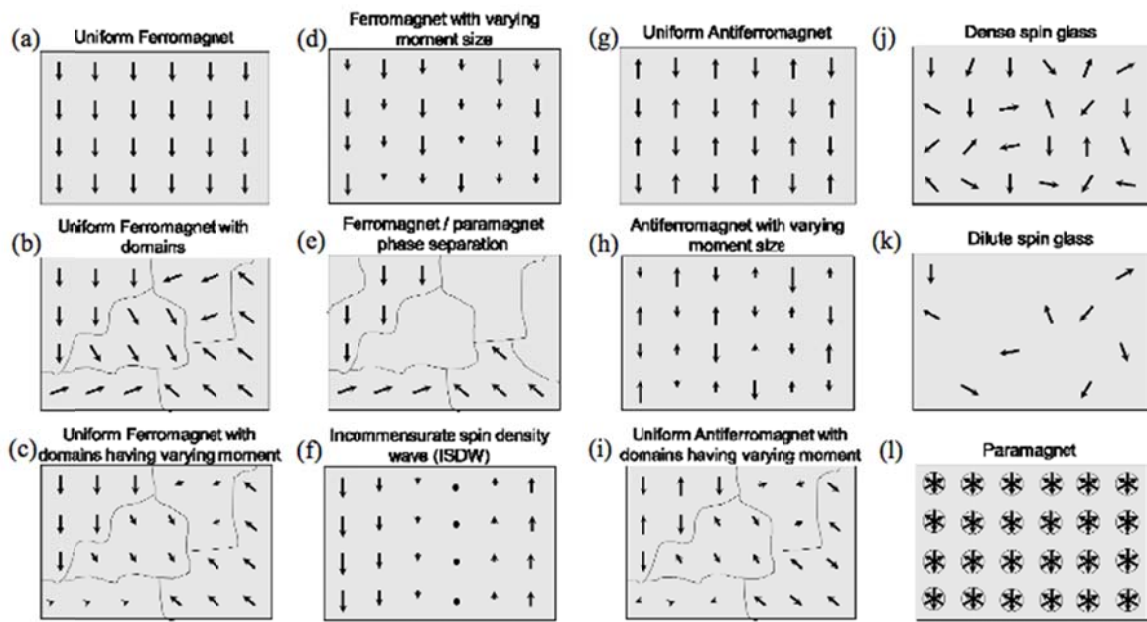 (a)
Uniform Ferromagnet
(d)
Ferromagnet with varying
moment size
(g)
Uniform Antiferromagnet
(j)
Dense spin glass
(b)
Uniform Ferromagnet with
domains
(e)
Ferromagnet / paramagnet
phase separation
(h)
Antiferromagnet with varying
moment size
(k)
Dilute spin glass
(c)
Uniform Ferromagnet with
domains having varying moment
(f)
Incommensurate spin density
wave (ISDW)
(i)
Uniform Antiferromagnet with
domains having varying moment
(l)
Paramagnet